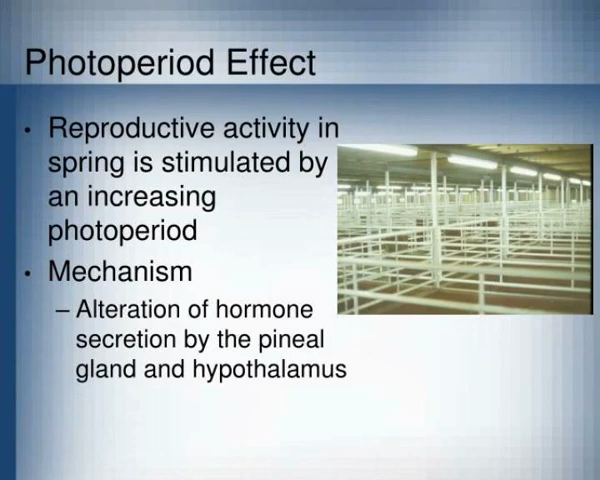 Photoperiod Effect
• Reproductive activity in
spring is stimulated by
an increasing
photoperiod
• Mechanism
– Alteration of hormone
secretion by the pineal
gland and hypothalamus